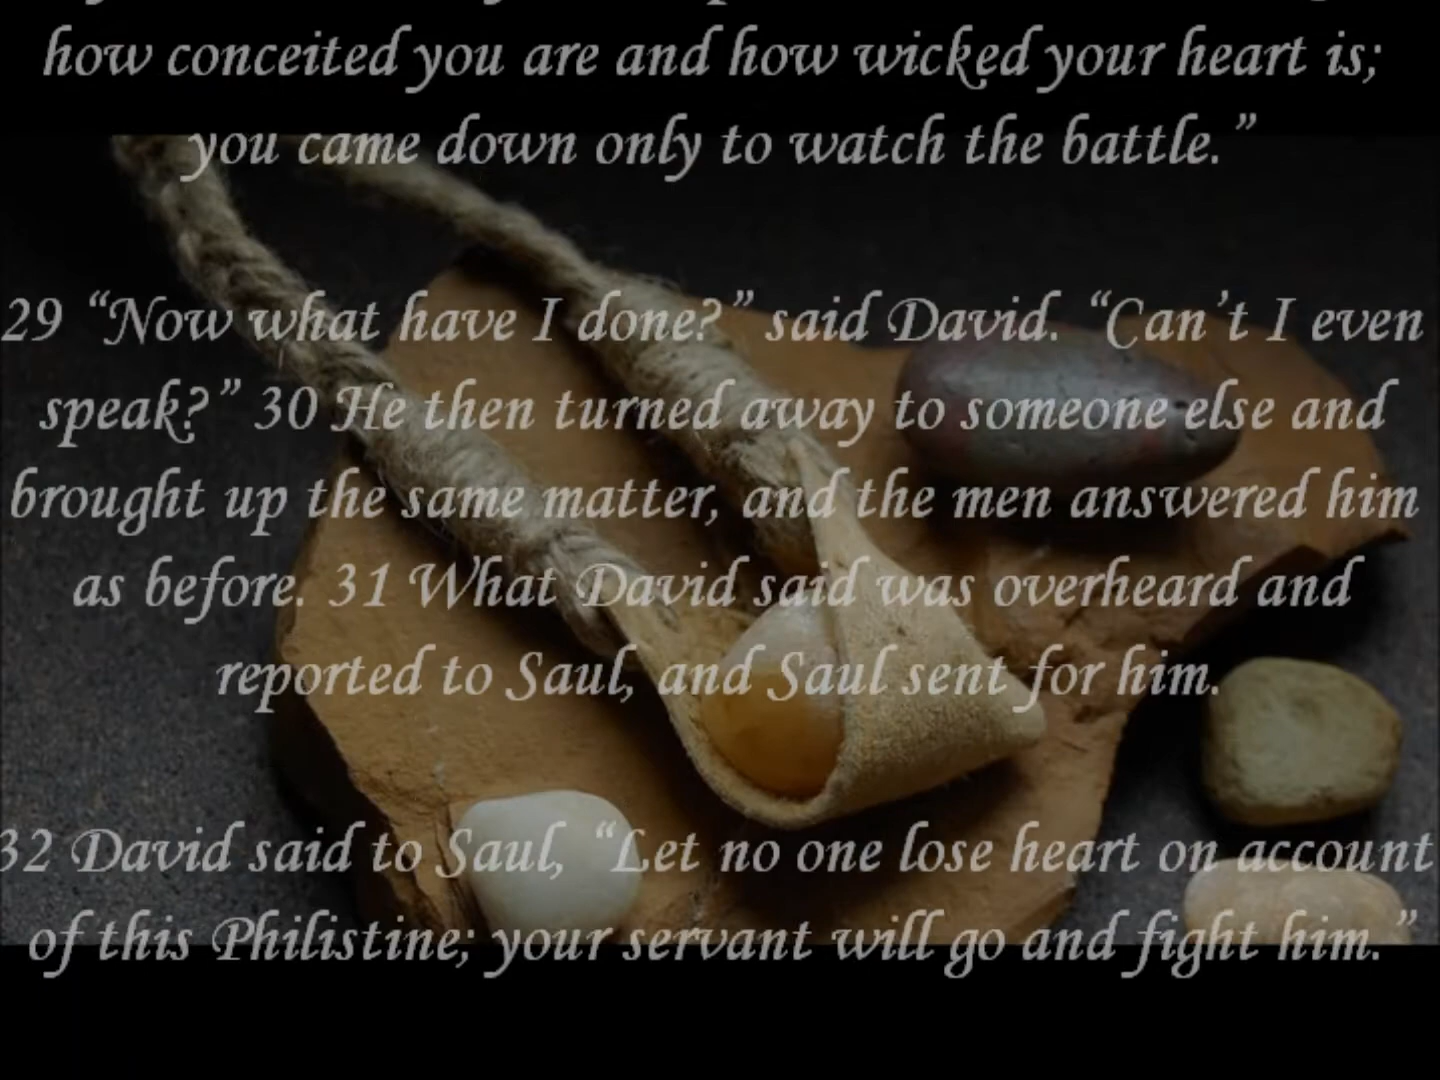 how conceited you are and how wicked your heart is;
you came down only to watch the battle.”
29 “Now what have I done?” said David. “Can’t I even
speak?” 30 He then turned away to someone else and
brought up the same matter, and the men answered him
as before. 31 What David said was overheard and
reported to Saul, and Saul sent for him.
32 David said to Saul, “Let no one lose heart on account
of this Philistine; your servant will go and fight him.”